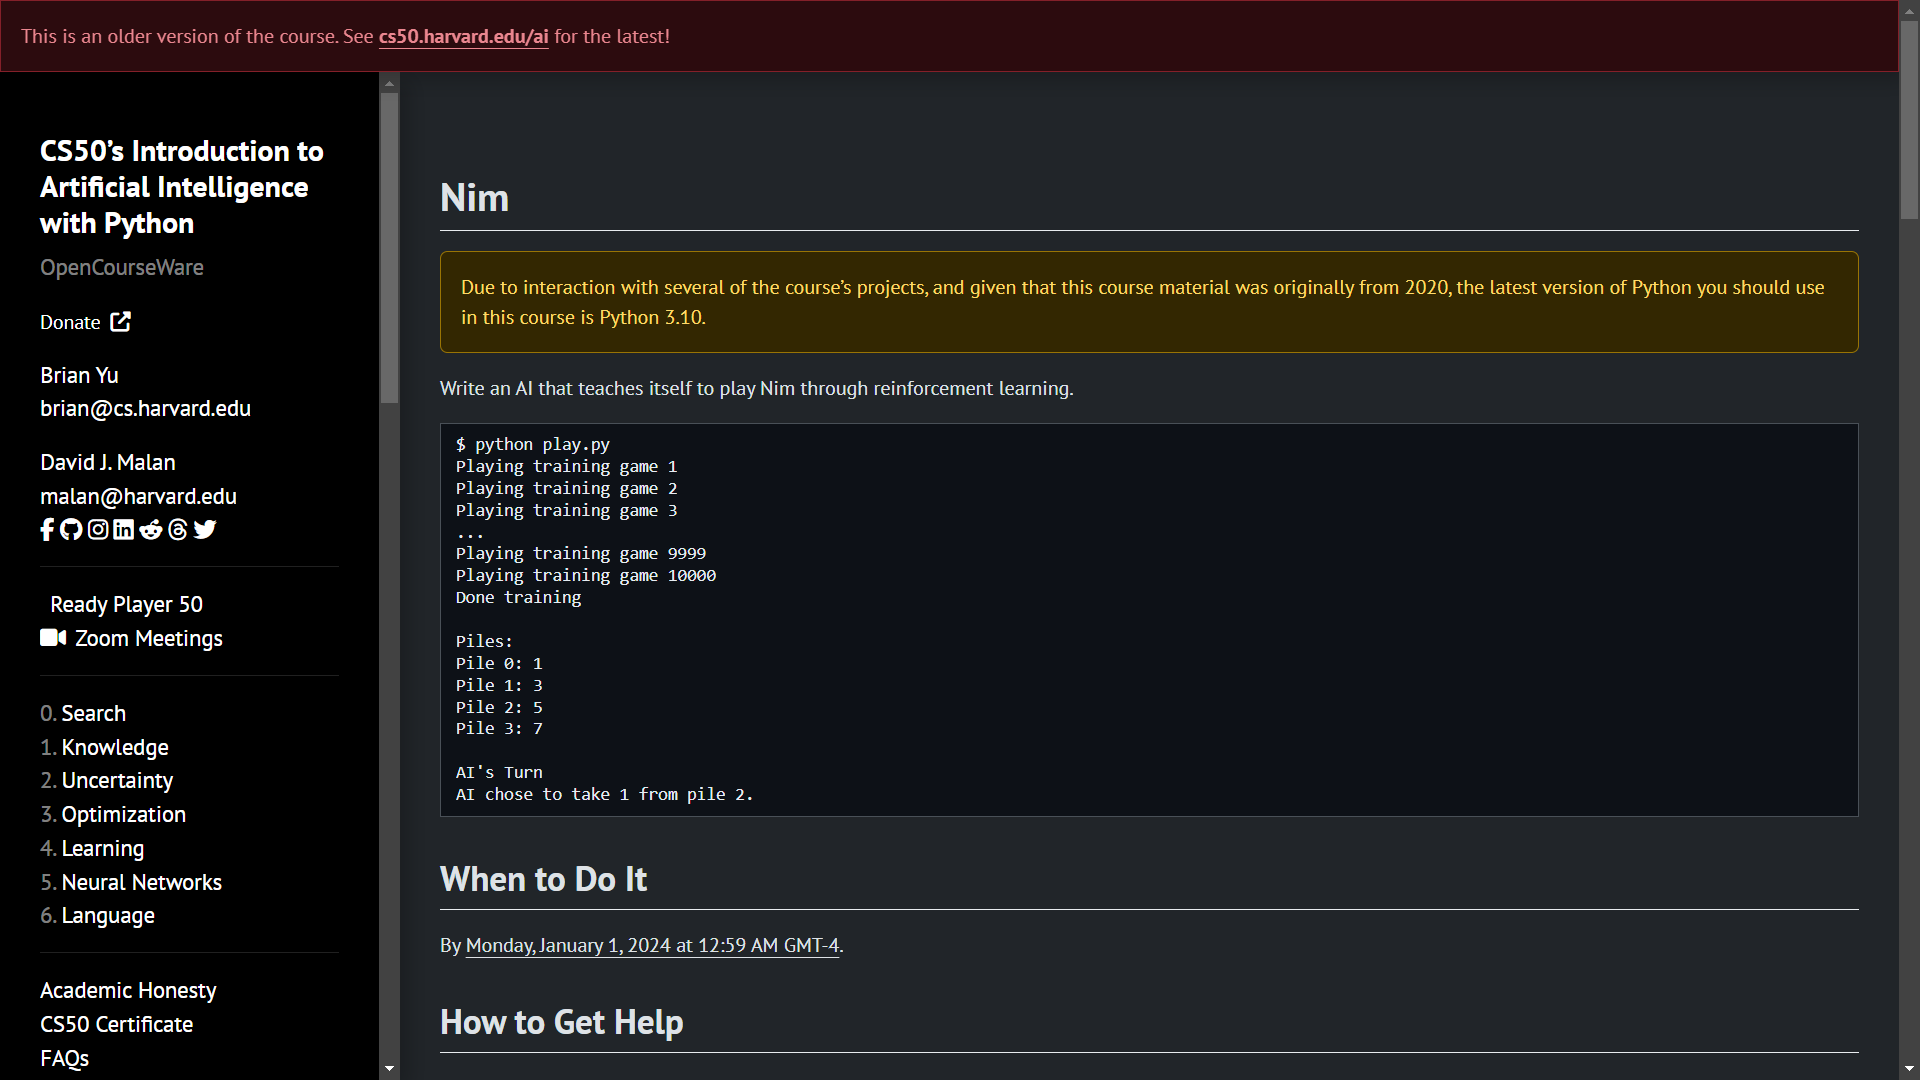 This is an older version of the course. See cs50.harvard.edu/ai for the latest!
CS50’s Introduction to
Artificial Intelligence
with Python
OpenCourseWare
Donate
Brian Yu
brian@cs.harvard.edu
David J. Malan
malan@harvard.edu
Ready Player 50
Zoom Meetings
0. Search
1. Knowledge
2. Uncertainty
3. Optimization
4. Learning
5. Neural Networks
6. Language
Academic Honesty
CS50 Certificate
FAQs
Nim
Due to interaction with several of the course’s projects, and given that this course material was originally from 2020, the latest version of Python you should use
in this course is Python 3.10.
Write an AI that teaches itself to play Nim through reinforcement learning.
$ python play.py
Playing training game 1
Playing training game 2
Playing training game 3
...
Playing training game 9999
Playing training game 10000
Done training
Piles:
Pile 0: 1
Pile 1: 3
Pile 2: 5
Pile 3: 7
AI's Turn
AI chose to take 1 from pile 2.
When to Do It
By Monday, January 1, 2024 at 12:59 AM GMT-4.
How to Get Help